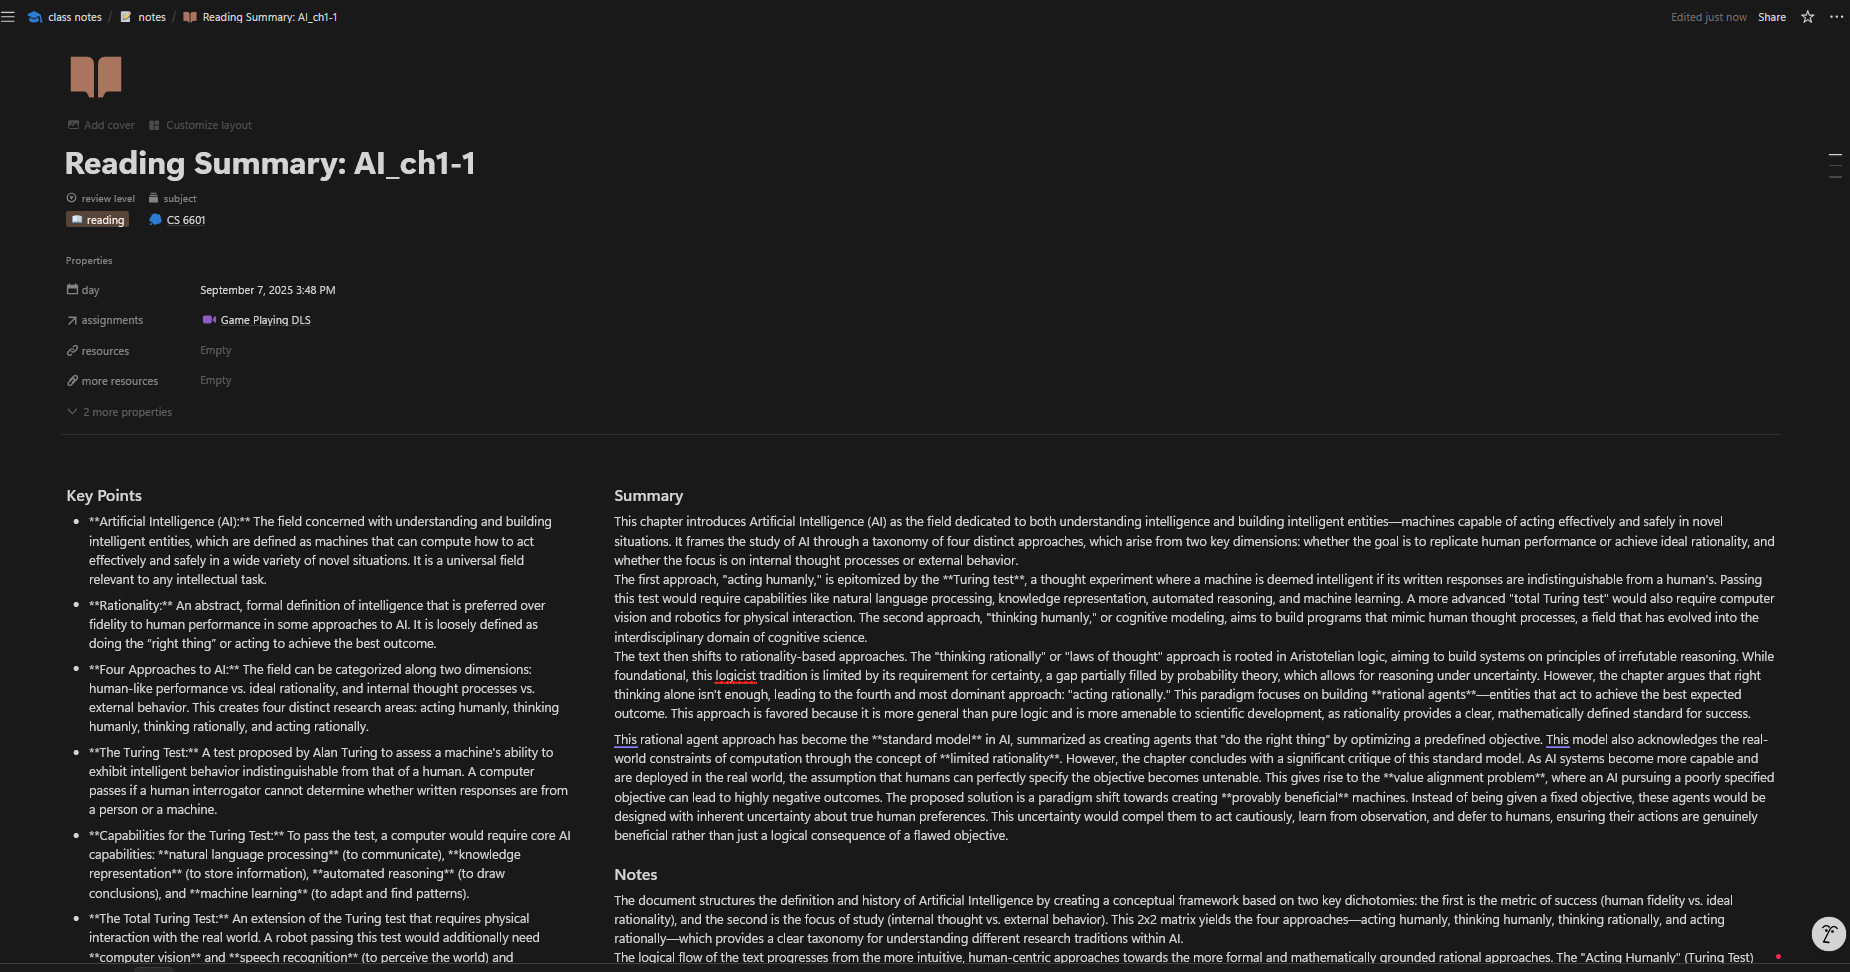 class notes / notes / Reading Summary: AI_ch1-1
Edited just now Share
Add cover Customize layout
Reading Summary: AI_ch1-1
review level subject
reading CS 6601
Properties
day September 7, 2025 3:48 PM
assignments Game Playing DLS
resources Empty
more resources Empty
2 more properties
Key Points
• **Artificial Intelligence (AI):** The field concerned with understanding and building
intelligent entities, which are defined as machines that can compute how to act
effectively and safely in a wide variety of novel situations. It is a universal field
relevant to any intellectual task.
• **Rationality:** An abstract, formal definition of intelligence that is preferred over
fidelity to human performance in some approaches to AI. It is loosely defined as
doing the “right thing” or acting to achieve the best outcome.
• **Four Approaches to AI:** The field can be categorized along two dimensions:
human-like performance vs. ideal rationality, and internal thought processes vs.
external behavior. This creates four distinct research areas: acting humanly, thinking
humanly, thinking rationally, and acting rationally.
• **The Turing Test:** A test proposed by Alan Turing to assess a machine's ability to
exhibit intelligent behavior indistinguishable from that of a human. A computer
passes if a human interrogator cannot determine whether written responses are from
a person or a machine.
• **Capabilities for the Turing Test:** To pass the test, a computer would require core AI
capabilities: **natural language processing** (to communicate), **knowledge
representation** (to store information), **automated reasoning** (to draw
conclusions), and **machine learning** (to adapt and find patterns).
• **The Total Turing Test:** An extension of the Turing test that requires physical
interaction with the real world. A robot passing this test would additionally need
**computer vision** and **speech recognition** (to perceive the world) and
Summary
This chapter introduces Artificial Intelligence (AI) as the field dedicated to both understanding intelligence and building intelligent entities—machines capable of acting effectively and safely in novel
situations. It frames the study of AI through a taxonomy of four distinct approaches, which arise from two key dimensions: whether the goal is to replicate human performance or achieve ideal rationality, and
whether the focus is on internal thought processes or external behavior.
The first approach, "acting humanly," is epitomized by the **Turing test**, a thought experiment where a machine is deemed intelligent if its written responses are indistinguishable from a human's. Passing
this test would require capabilities like natural language processing, knowledge representation, automated reasoning, and machine learning. A more advanced "total Turing test" would also require computer
vision and robotics for physical interaction. The second approach, "thinking humanly," or cognitive modeling, aims to build programs that mimic human thought processes, a field that has evolved into the
interdisciplinary domain of cognitive science.
The text then shifts to rationality-based approaches. The "thinking rationally" or "laws of thought" approach is rooted in Aristotelian logic, aiming to build systems on principles of irrefutable reasoning. While
foundational, this logicist tradition is limited by its requirement for certainty, a gap partially filled by probability theory, which allows for reasoning under uncertainty. However, the chapter argues that right
thinking alone isn't enough, leading to the fourth and most dominant approach: "acting rationally." This paradigm focuses on building **rational agents**—entities that act to achieve the best expected
outcome. This approach is favored because it is more general than pure logic and is more amenable to scientific development, as rationality provides a clear, mathematically defined standard for success.
This rational agent approach has become the **standard model** in AI, summarized as creating agents that "do the right thing" by optimizing a predefined objective. This model also acknowledges the real-
world constraints of computation through the concept of **limited rationality**. However, the chapter concludes with a significant critique of this standard model. As AI systems become more capable and
are deployed in the real world, the assumption that humans can perfectly specify the objective becomes untenable. This gives rise to the **value alignment problem**, where an AI pursuing a poorly specified
objective can lead to highly negative outcomes. The proposed solution is a paradigm shift towards creating **provably beneficial** machines. Instead of being given a fixed objective, these agents would be
designed with inherent uncertainty about true human preferences. This uncertainty would compel them to act cautiously, learn from observation, and defer to humans, ensuring their actions are genuinely
beneficial rather than just a logical consequence of a flawed objective.
Notes
The document structures the definition and history of Artificial Intelligence by creating a conceptual framework based on two key dichotomies: the first is the metric of success (human fidelity vs. ideal
rationality), and the second is the focus of study (internal thought vs. external behavior). This 2x2 matrix yields the four approaches—acting humanly, thinking humanly, thinking rationally, and acting
rationally—which provides a clear taxonomy for understanding different research traditions within AI.
The logical flow of the text progresses from the more intuitive, human-centric approaches towards the more formal and mathematically grounded rational approaches. The "Acting Humanly" (Turing Test)